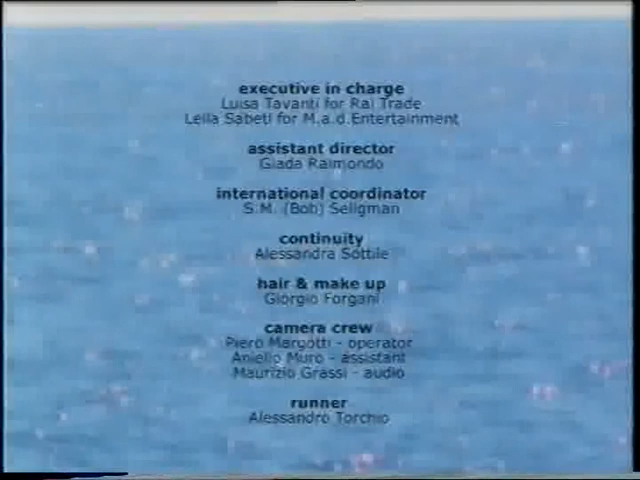 executive in charge
Luisa Tavanti for Rai Trade
Leila Sabeti for M.a.d.Entertainment
assistant director
Giada Raimondo
international coordinator
S.M. (Bob) Seligman
continuity
Alessandra Sottile
hair & make up
Giorgio Forgani
camera crew
Piero Margotti - operator
Aniello Muro - assistant
Maurizio Grassi - audio
runner
Alessandro Torchio